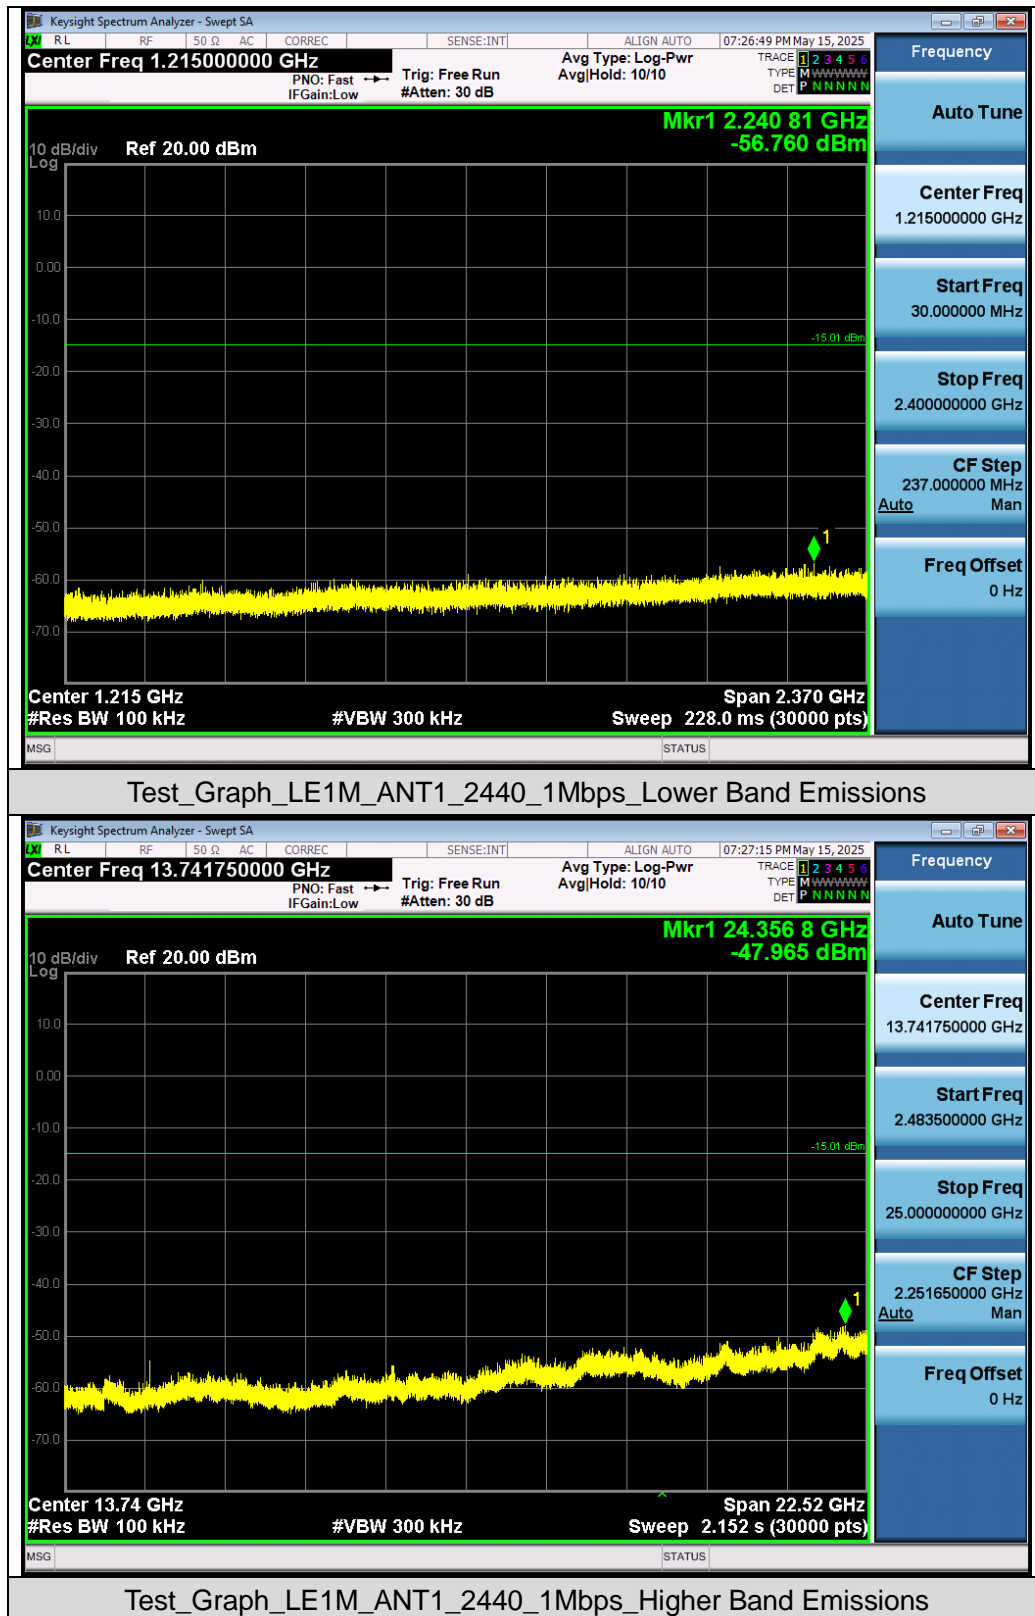 Keysight Spectrum Analyzer - Swept SA
LXI RL RF 50 Ω AC CORREC SENSE:INT ALIGN AUTO 07:26:49 PM May 15, 2025
Center Freq 1.215000000 GHz
PNO: Fast
IFGain:Low
Trig: Free Run
#Atten: 30 dB
Avg Type: Log-Pwr
Avg|Hold: 10/10
TRACE 1 2 3 4 5 6
TYPE M WWWWW
DET P N N N N N
Mkr1 2.240 81 GHz
-56.760 dBm
10 dB/div Ref 20.00 dBm
Log
10.0
0.00
-10.0
-15.01 dBm
-20.0
-30.0
-40.0
-50.0
1
-60.0
-70.0
Center 1.215 GHz Span 2.370 GHz
#Res BW 100 kHz #VBW 300 kHz Sweep 228.0 ms (30000 pts)
MSG STATUS
Frequency
Auto Tune
Center Freq
1.215000000 GHz
Start Freq
30.000000 MHz
Stop Freq
2.400000000 GHz
CF Step
237.000000 MHz
Auto Man
Freq Offset
0 Hz
Test_Graph_LE1M_ANT1_2440_1Mbps_Lower Band Emissions
Keysight Spectrum Analyzer - Swept SA
LXI RL RF 50 Ω AC CORREC SENSE:INT ALIGN AUTO 07:27:15 PM May 15, 2025
Center Freq 13.741750000 GHz
PNO: Fast
IFGain:Low
Trig: Free Run
#Atten: 30 dB
Avg Type: Log-Pwr
Avg|Hold: 10/10
TRACE 1 2 3 4 5 6
TYPE M WWWWW
DET P N N N N N
Mkr1 24.356 8 GHz
-47.965 dBm
10 dB/div Ref 20.00 dBm
Log
10.0
0.00
-10.0
-15.01 dBm
-20.0
-30.0
-40.0
1
-50.0
-60.0
-70.0
Center 13.74 GHz Span 22.52 GHz
#Res BW 100 kHz #VBW 300 kHz Sweep 2.152 s (30000 pts)
MSG STATUS
Frequency
Auto Tune
Center Freq
13.741750000 GHz
Start Freq
2.483500000 GHz
Stop Freq
25.000000000 GHz
CF Step
2.251650000 GHz
Auto Man
Freq Offset
0 Hz
Test_Graph_LE1M_ANT1_2440_1Mbps_Higher Band Emissions